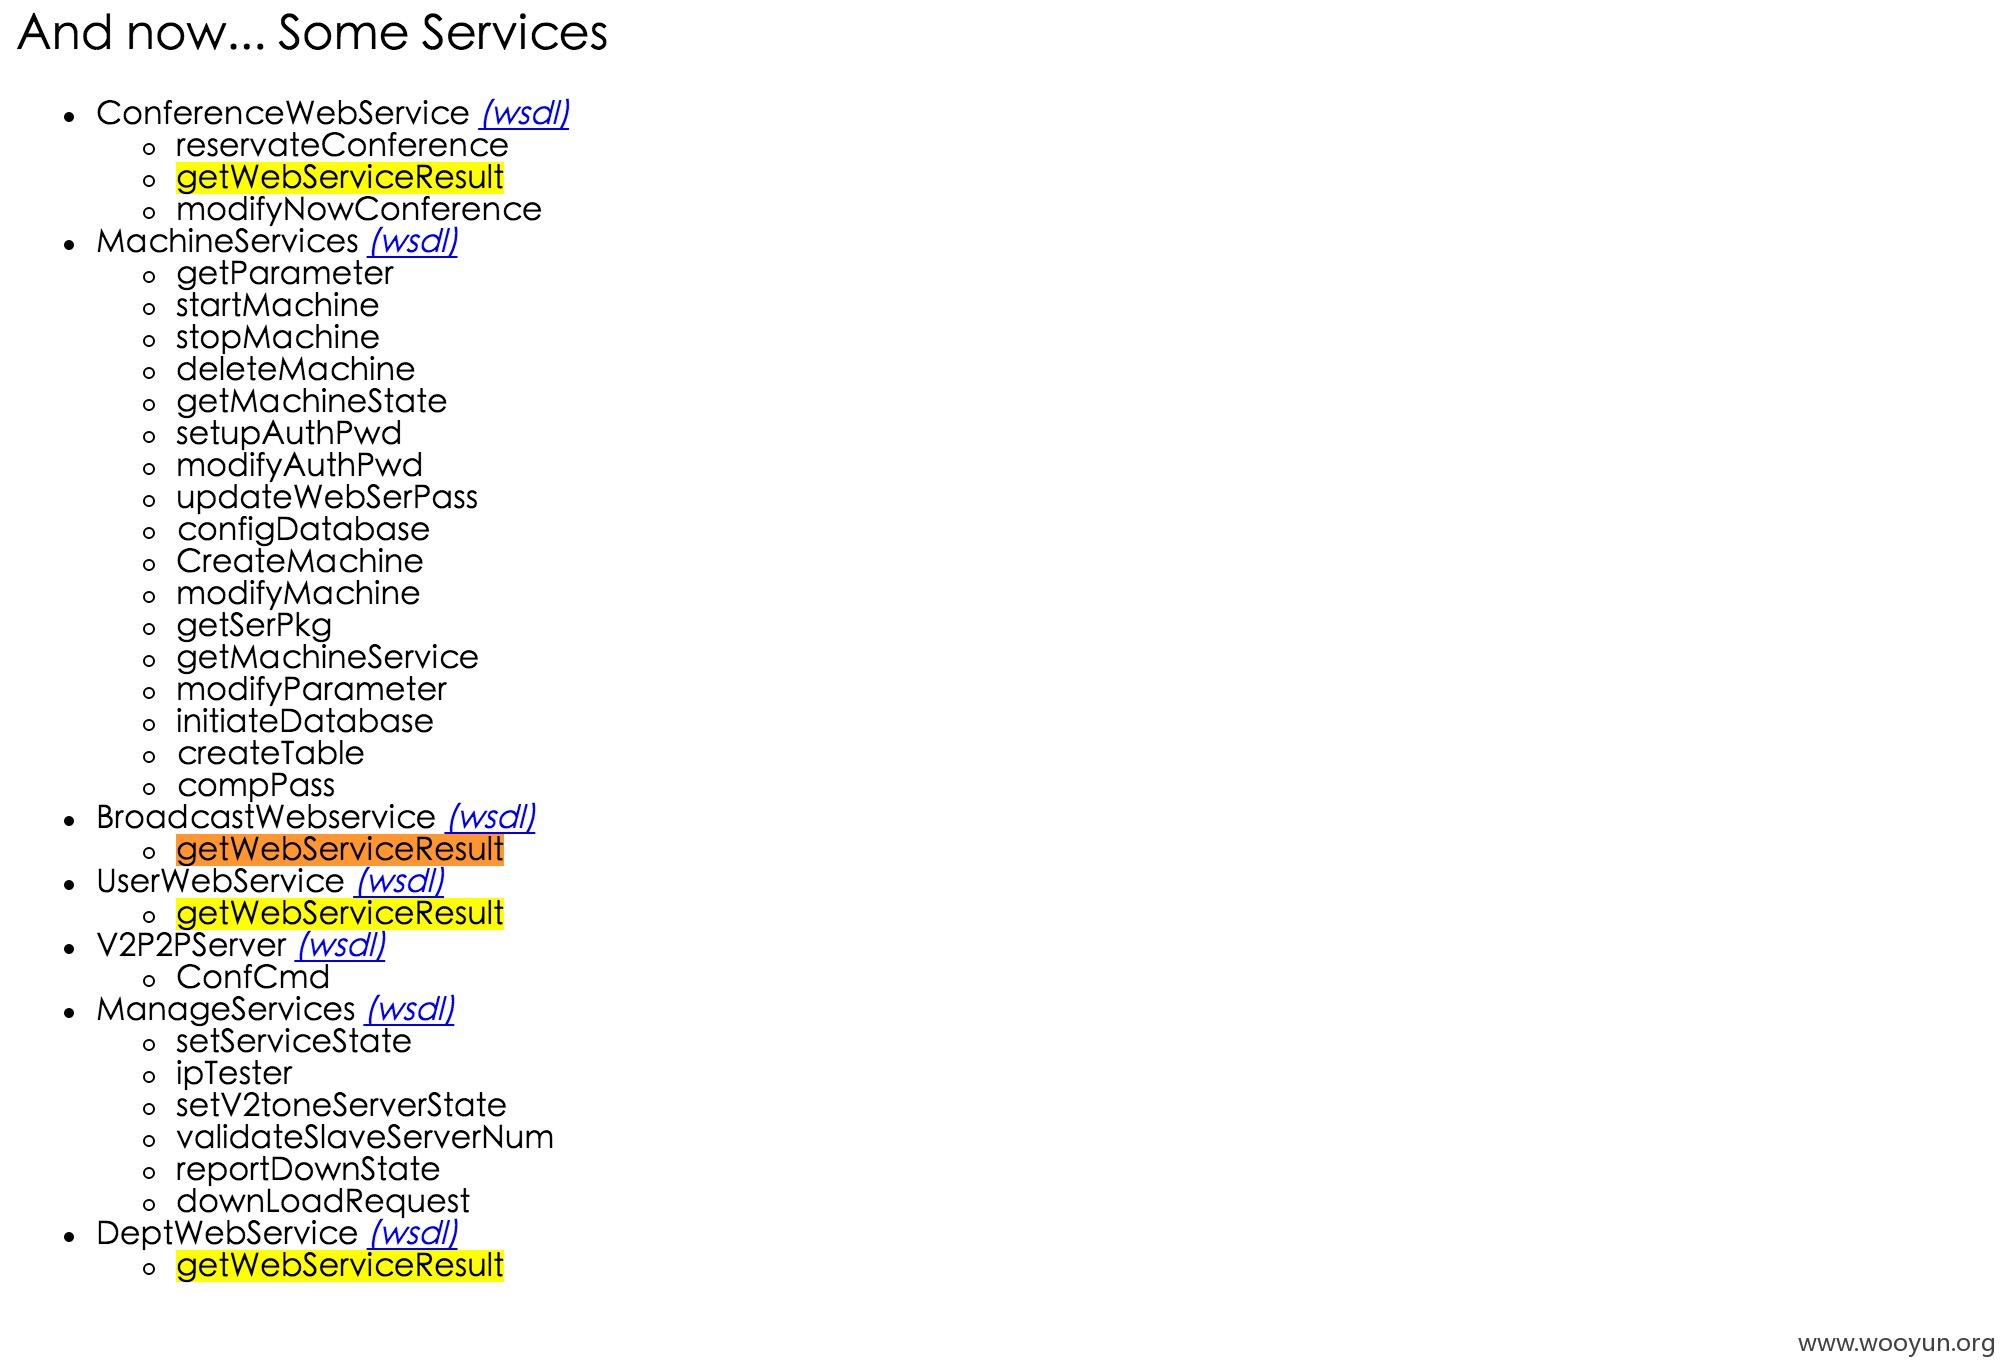 And now... Some Services
ConferenceWebService (wsdl)
reservateConference
getWebServiceResult
modifyNowConference
MachineServices (wsdl)
getParameter
startMachine
stopMachine
deleteMachine
getMachineState
setupAuthPwd
modifyAuthPwd
updateWebSerPass
configDatabase
CreateMachine
modifyMachine
getSerPkg
getMachineService
modifyParameter
initiateDatabase
createTable
compPass
BroadcastWebservice (wsdl)
getWebServiceResult
UserWebService (wsdl)
getWebServiceResult
V2P2PServer (wsdl)
ConfCmd
ManageServices (wsdl)
setServiceState
ipTester
setV2toneServerState
validateSlaveServerNum
reportDownState
downLoadRequest
DeptWebService (wsdl)
getWebServiceResult
www.wooyun.org